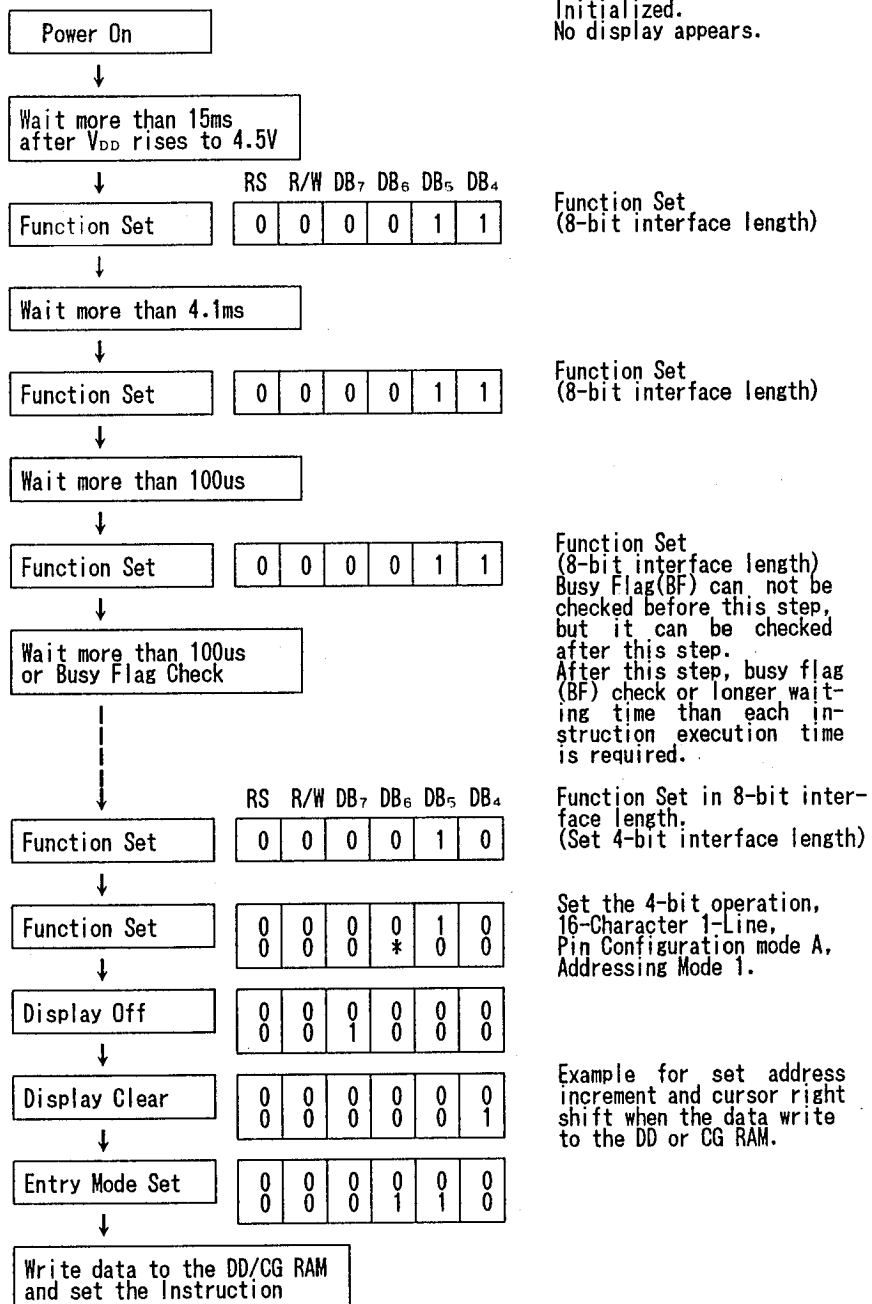 Initialized.
Power On
No display appears.
Wait more than 15ms
after VDD rises to 4.5V
RS R/W DB7 DB6 DB5 DB4
Function Set 0 0 0 0 1 1
Function Set
(8-bit interface length)
Wait more than 4.1ms
Function Set 0 0 0 0 1 1
Function Set
(8-bit interface length)
Wait more than 100us
Function Set 0 0 0 0 1 1
Function Set
(8-bit interface length)
Busy Flag(BF) can not be
checked before this step,
but it can be checked
after this step.
After this step, busy flag
(BF) check or longer wait-
ing time than each in-
struction execution time
is required.
Wait more than 100us
or Busy Flag Check
RS R/W DB7 DB6 DB5 DB4
Function Set 0 0 0 0 1 0
Function Set in 8-bit inter-
face length.
(Set 4-bit interface length)
Function Set
0 0 0 0 1 0
0 0 0 * 0 0
Set the 4-bit operation,
16-Character 1-Line,
Pin Configuration mode A,
Addressing Mode 1.
Display Off
0 0 0 0 0 0
0 0 1 0 0 0
Display Clear
0 0 0 0 0 0
0 0 0 0 0 1
Example for set address
increment and cursor right
shift when the data write
to the DD or CG RAM.
Entry Mode Set
0 0 0 0 0 0
0 0 0 1 1 0
Write data to the DD/CG RAM
and set the Instruction